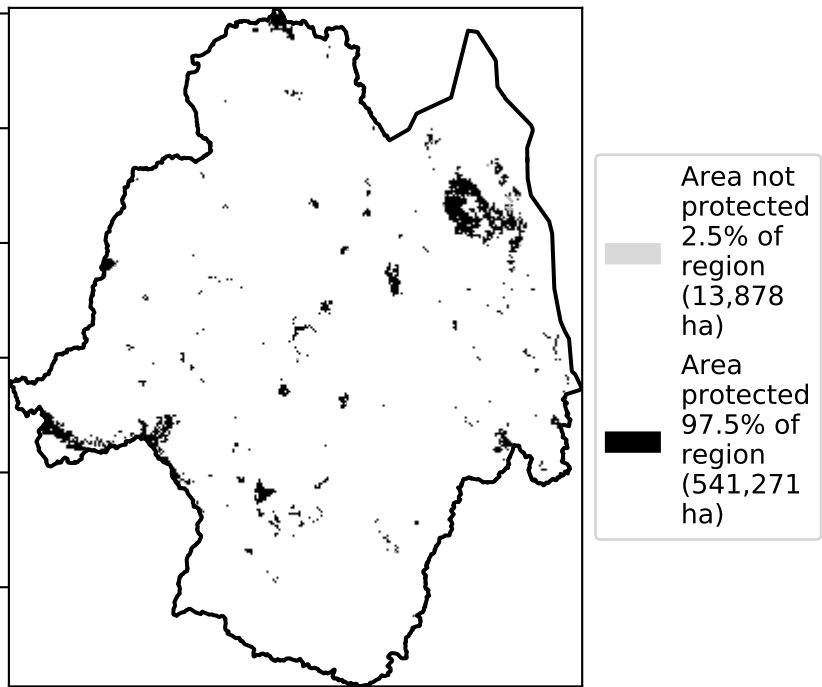 Area not
protected
2.5% of
region
(13,878
ha)
Area
protected
97.5% of
region
(541,271
ha)